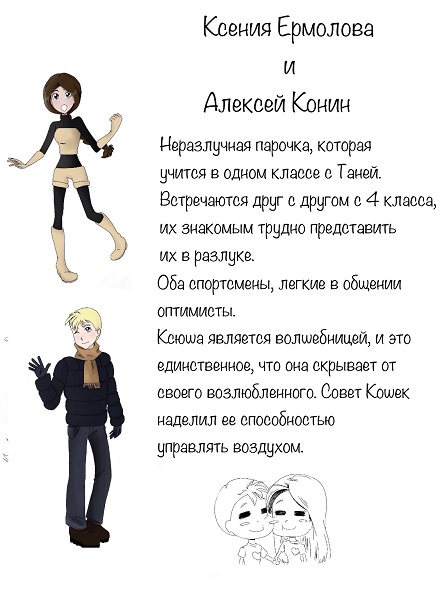 Ксения Ермолова
и
Алексей Конин
Неразлучная парочка, которая
учится в одном классе с Таней.
Встречаются друг с другом с 4 класса,
их знакомым трудно представить
их в разлуке.
Оба спортсмены, легкие в общении
оптимисты.
Ксюша является волшебницей, и это
единственное, что она скрывает от
своего возлюбленного. Совет Кошек
наделил ее способностью
управлять воздухом.